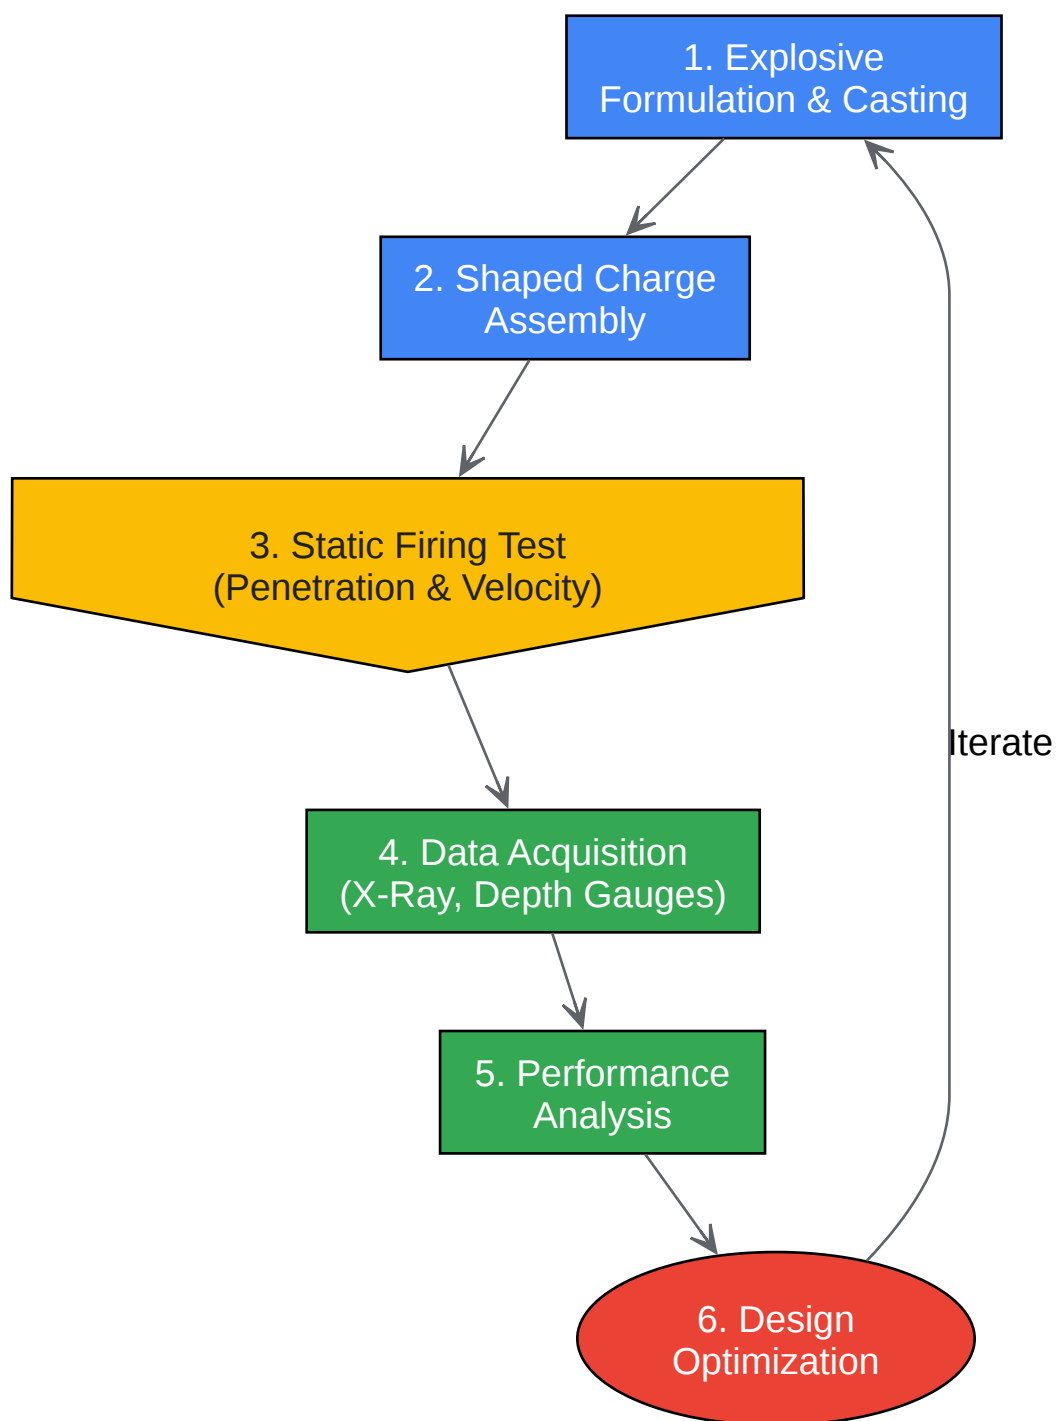 1. Explosive
Formulation & Casting
2. Shaped Charge
Assembly
3. Static Firing Test
(Penetration & Velocity)
Iterate
4. Data Acquisition
(X-Ray, Depth Gauges)
5. Performance
Analysis
6. Design
Optimization